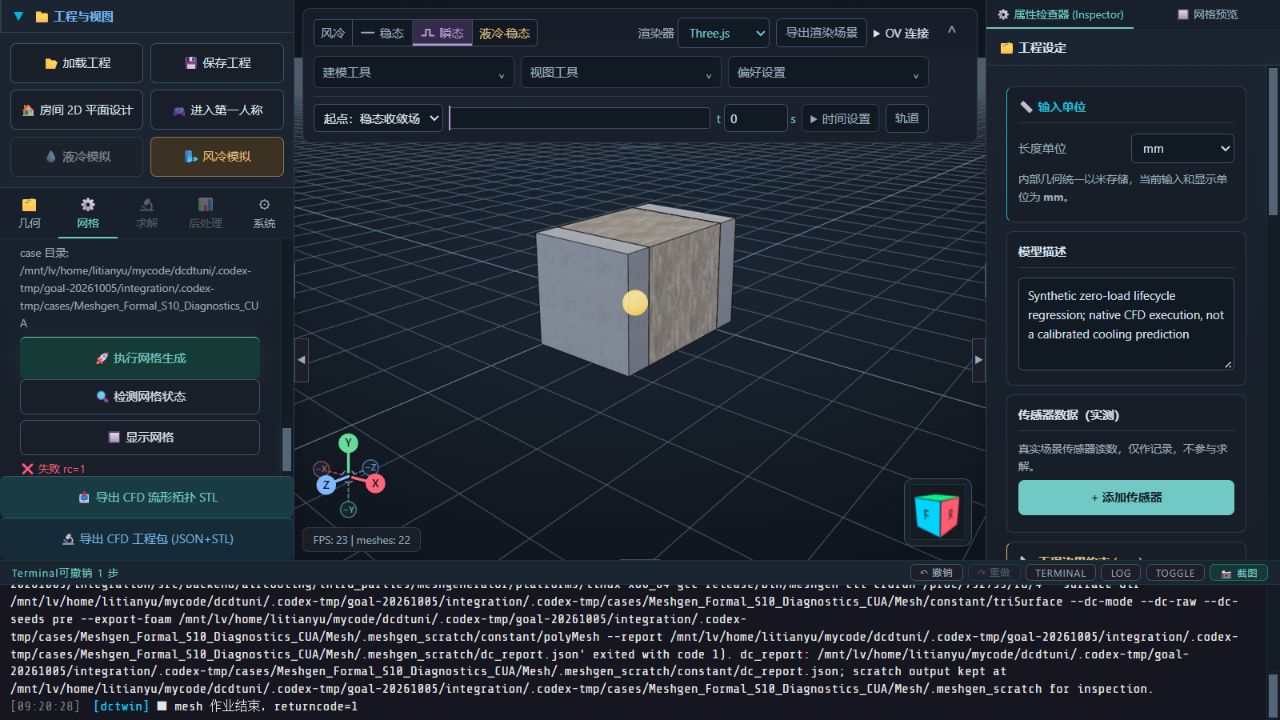 ▼ 工程与视图
加载工程
保存工程
房间 2D 平面设计
进入第一人称
液冷模拟
风冷模拟
几何
网格
求解
后处理
系统
case 目录:
/mnt/lv/home/litianyu/mycode/dcdtuni/.codex-
tmp/goal-20261005/integration/.codex-
tmp/cases/Meshgen_Formal_S10_Diagnostics_CU
A
执行网格生成
检测网格状态
显示网格
失败 rc=1
导出 CFD 流形拓扑 STL
导出 CFD 工程包 (JSON+STL)
风冷
稳态
瞬态
液冷·稳态
渲染器
Three.js
导出渲染场景
▶ OV 连接
^
建模工具
视图工具
偏好设置
起点：稳态收敛场
t
0
s
▶ 时间设置
轨道
◀
▶
Y
-X
-Z
Z
X
-Y
F
R
FPS: 23 | meshes: 22
属性检查器 (Inspector)
网格预览
工程设定
输入单位
长度单位
mm
内部几何统一以米存储，当前输入和显示单
位为 mm。
模型描述
Synthetic zero-load lifecycle
regression; native CFD execution, not
a calibrated cooling prediction
传感器数据（实测）
真实场景传感器读数，仅作记录，不参与求
解。
+ 添加传感器
Terminal可撤销 1 步
↶ 撤销
↷ 重做
TERMINAL
LOG
TOGGLE
截图
/mnt/lv/home/litianyu/mycode/dcdtuni/.codex-tmp/goal-20261005/integration/.codex-tmp/cases/Meshgen_Formal_S10_Diagnostics_CUA/Mesh/constant/triSurface --dc-mode --dc-raw --dc-
seeds pre --export-foam /mnt/lv/home/litianyu/mycode/dcdtuni/.codex-tmp/goal-20261005/integration/.codex-
tmp/cases/Meshgen_Formal_S10_Diagnostics_CUA/Mesh/.meshgen_scratch/constant/polyMesh --report /mnt/lv/home/litianyu/mycode/dcdtuni/.codex-tmp/goal-20261005/integration/.codex-
tmp/cases/Meshgen_Formal_S10_Diagnostics_CUA/Mesh/.meshgen_scratch/dc_report.json' exited with code 1). dc_report: /mnt/lv/home/litianyu/mycode/dcdtuni/.codex-tmp/goal-
20261005/integration/.codex-tmp/cases/Meshgen_Formal_S10_Diagnostics_CUA/Mesh/constant/dc_report.json; scratch output kept at
/mnt/lv/home/litianyu/mycode/dcdtuni/.codex-tmp/goal-20261005/integration/.codex-tmp/cases/Meshgen_Formal_S10_Diagnostics_CUA/Mesh/.meshgen_scratch for inspection.
[09:20:28] [dctwin] mesh 作业结束，returncode=1